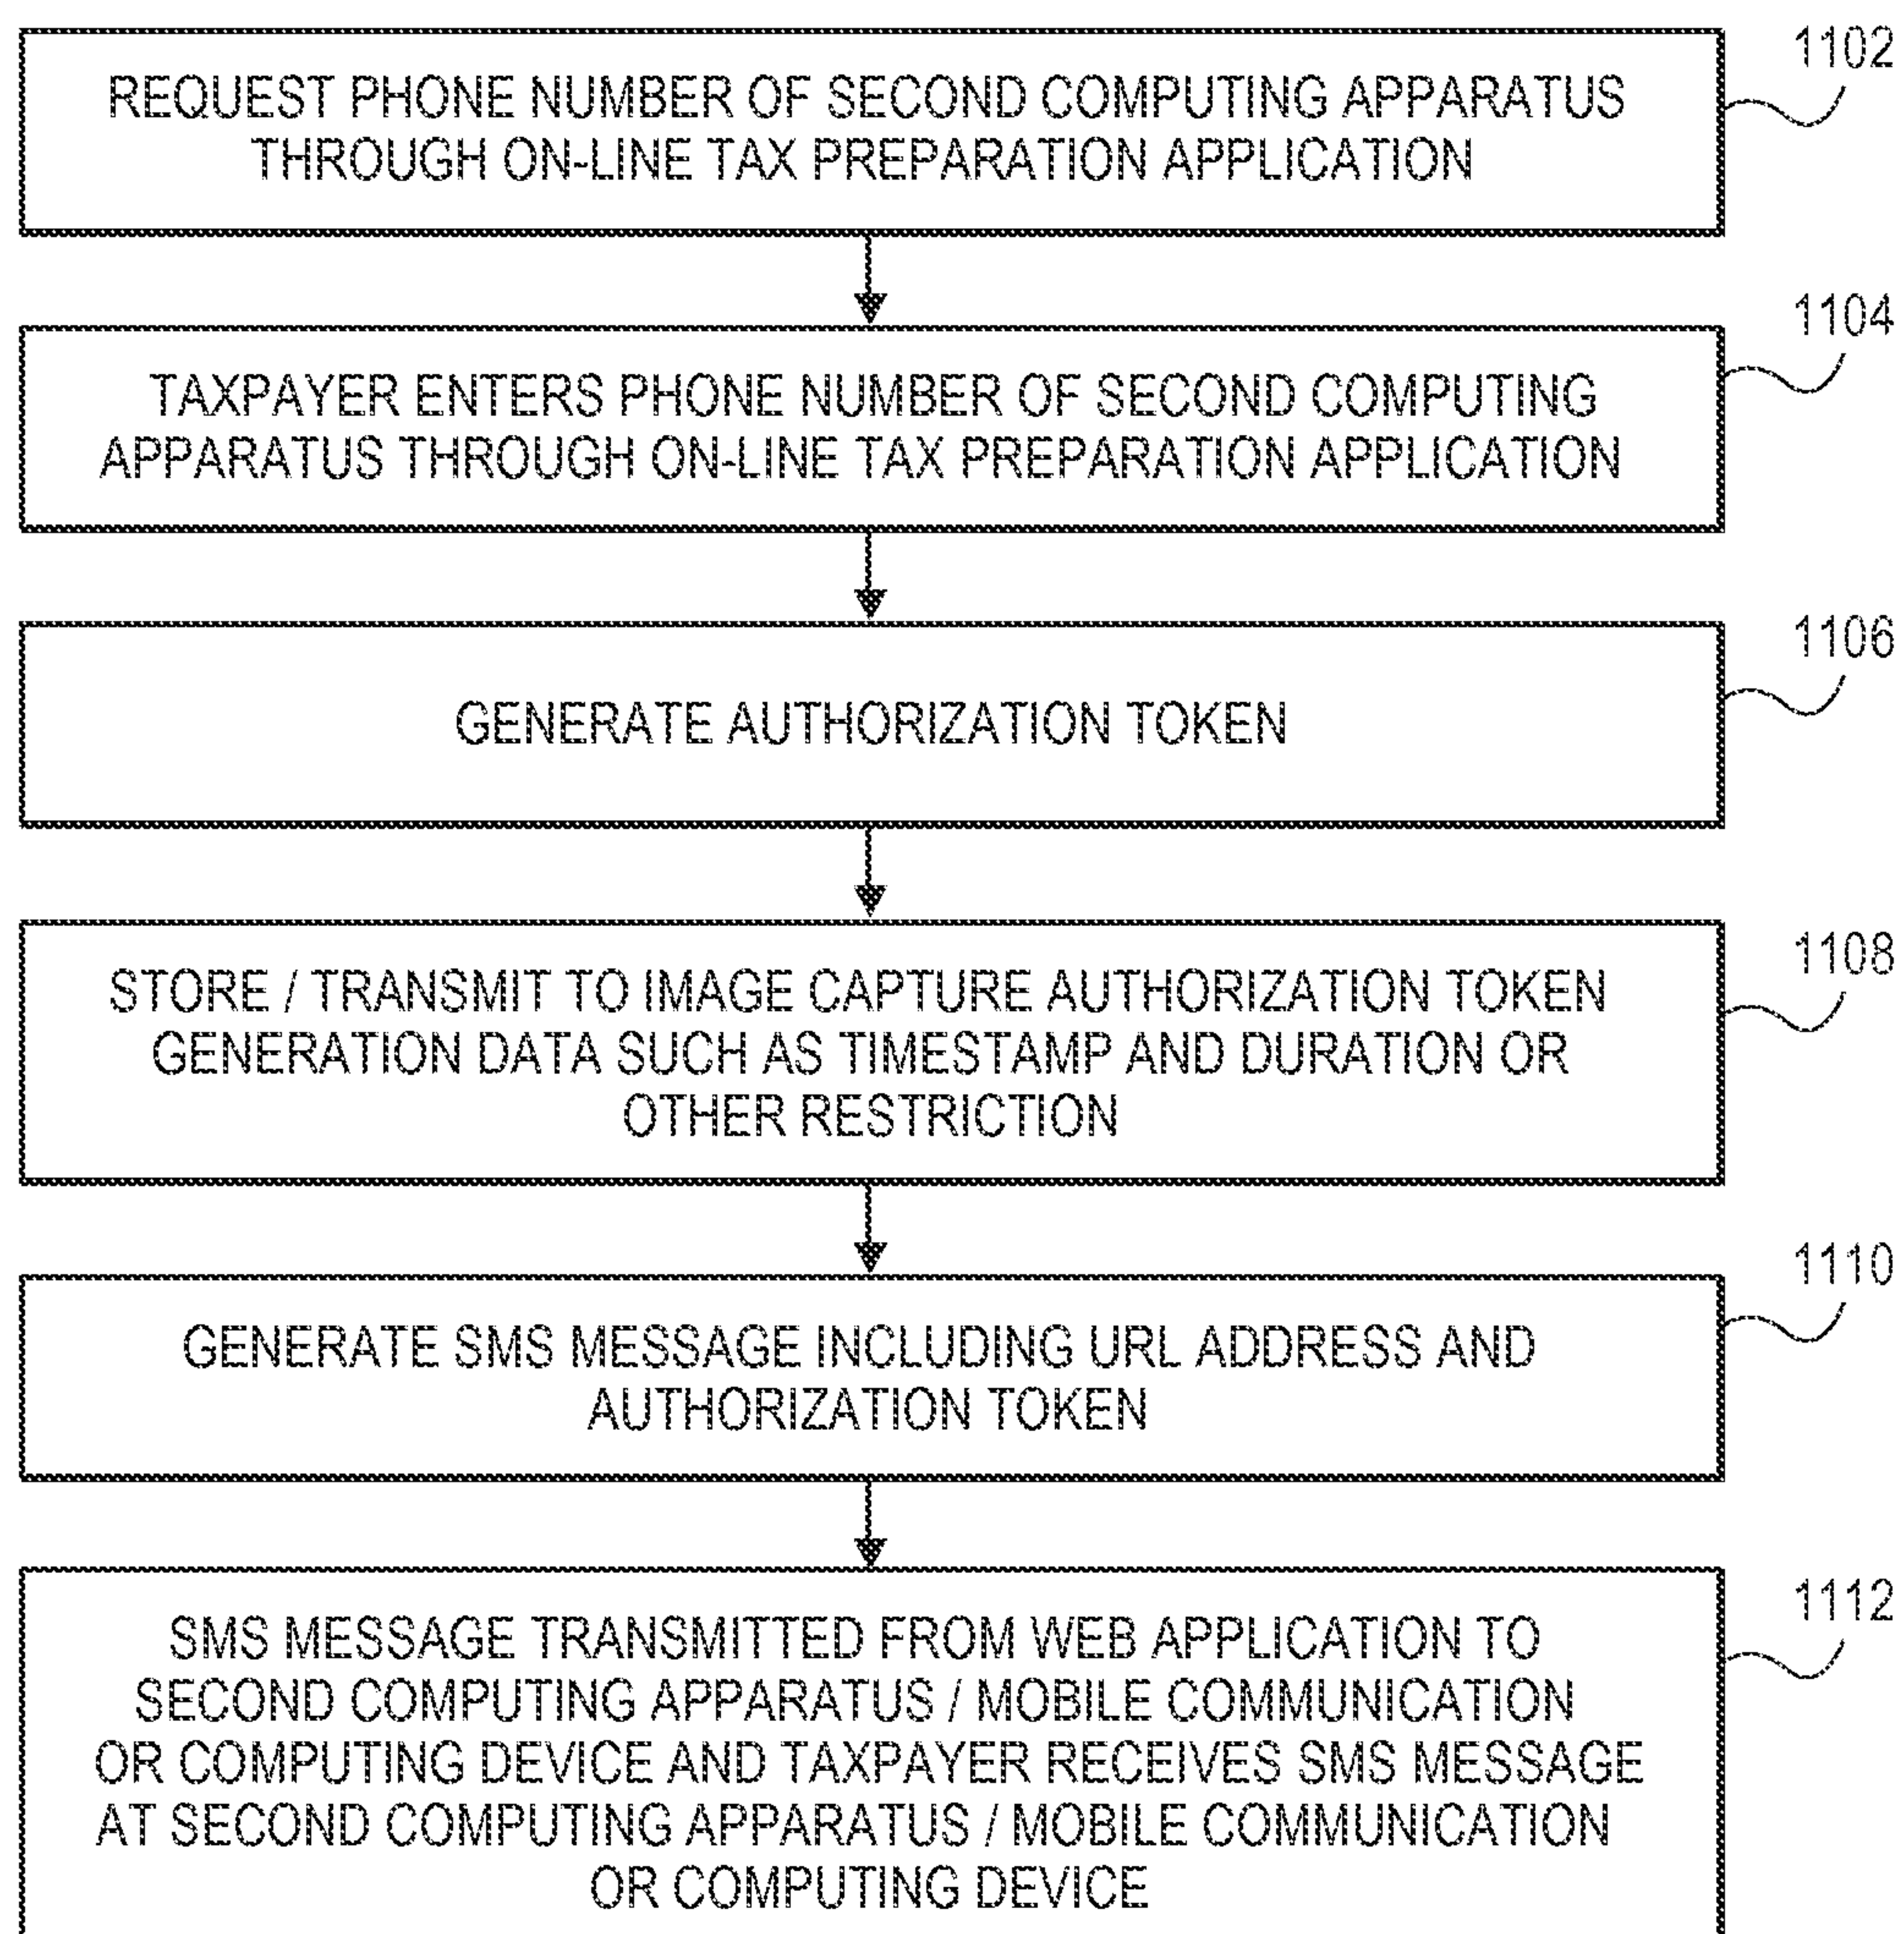 1102
REQUEST PHONE NUMBER OF SECOND COMPUTING APPARATUS
THROUGH ON-LINE TAX PREPARATION APPLICATION
1104
TAXPAYER ENTERS PHONE NUMBER OF SECOND COMPUTING
APPARATUS THROUGH ON-LINE TAX PREPARATION APPLICATION
1106
GENERATE AUTHORIZATION TOKEN
1108
STORE / TRANSMIT TO IMAGE CAPTURE AUTHORIZATION TOKEN
GENERATION DATA SUCH AS TIMESTAMP AND DURATION OR
OTHER RESTRICTION
1110
GENERATE SMS MESSAGE INCLUDING URL ADDRESS AND
AUTHORIZATION TOKEN
1112
SMS MESSAGE TRANSMITTED FROM WEB APPLICATION TO
SECOND COMPUTING APPARATUS / MOBILE COMMUNICATION
OR COMPUTING DEVICE AND TAXPAYER RECEIVES SMS MESSAGE
AT SECOND COMPUTING APPARATUS / MOBILE COMMUNICATION
OR COMPUTING DEVICE